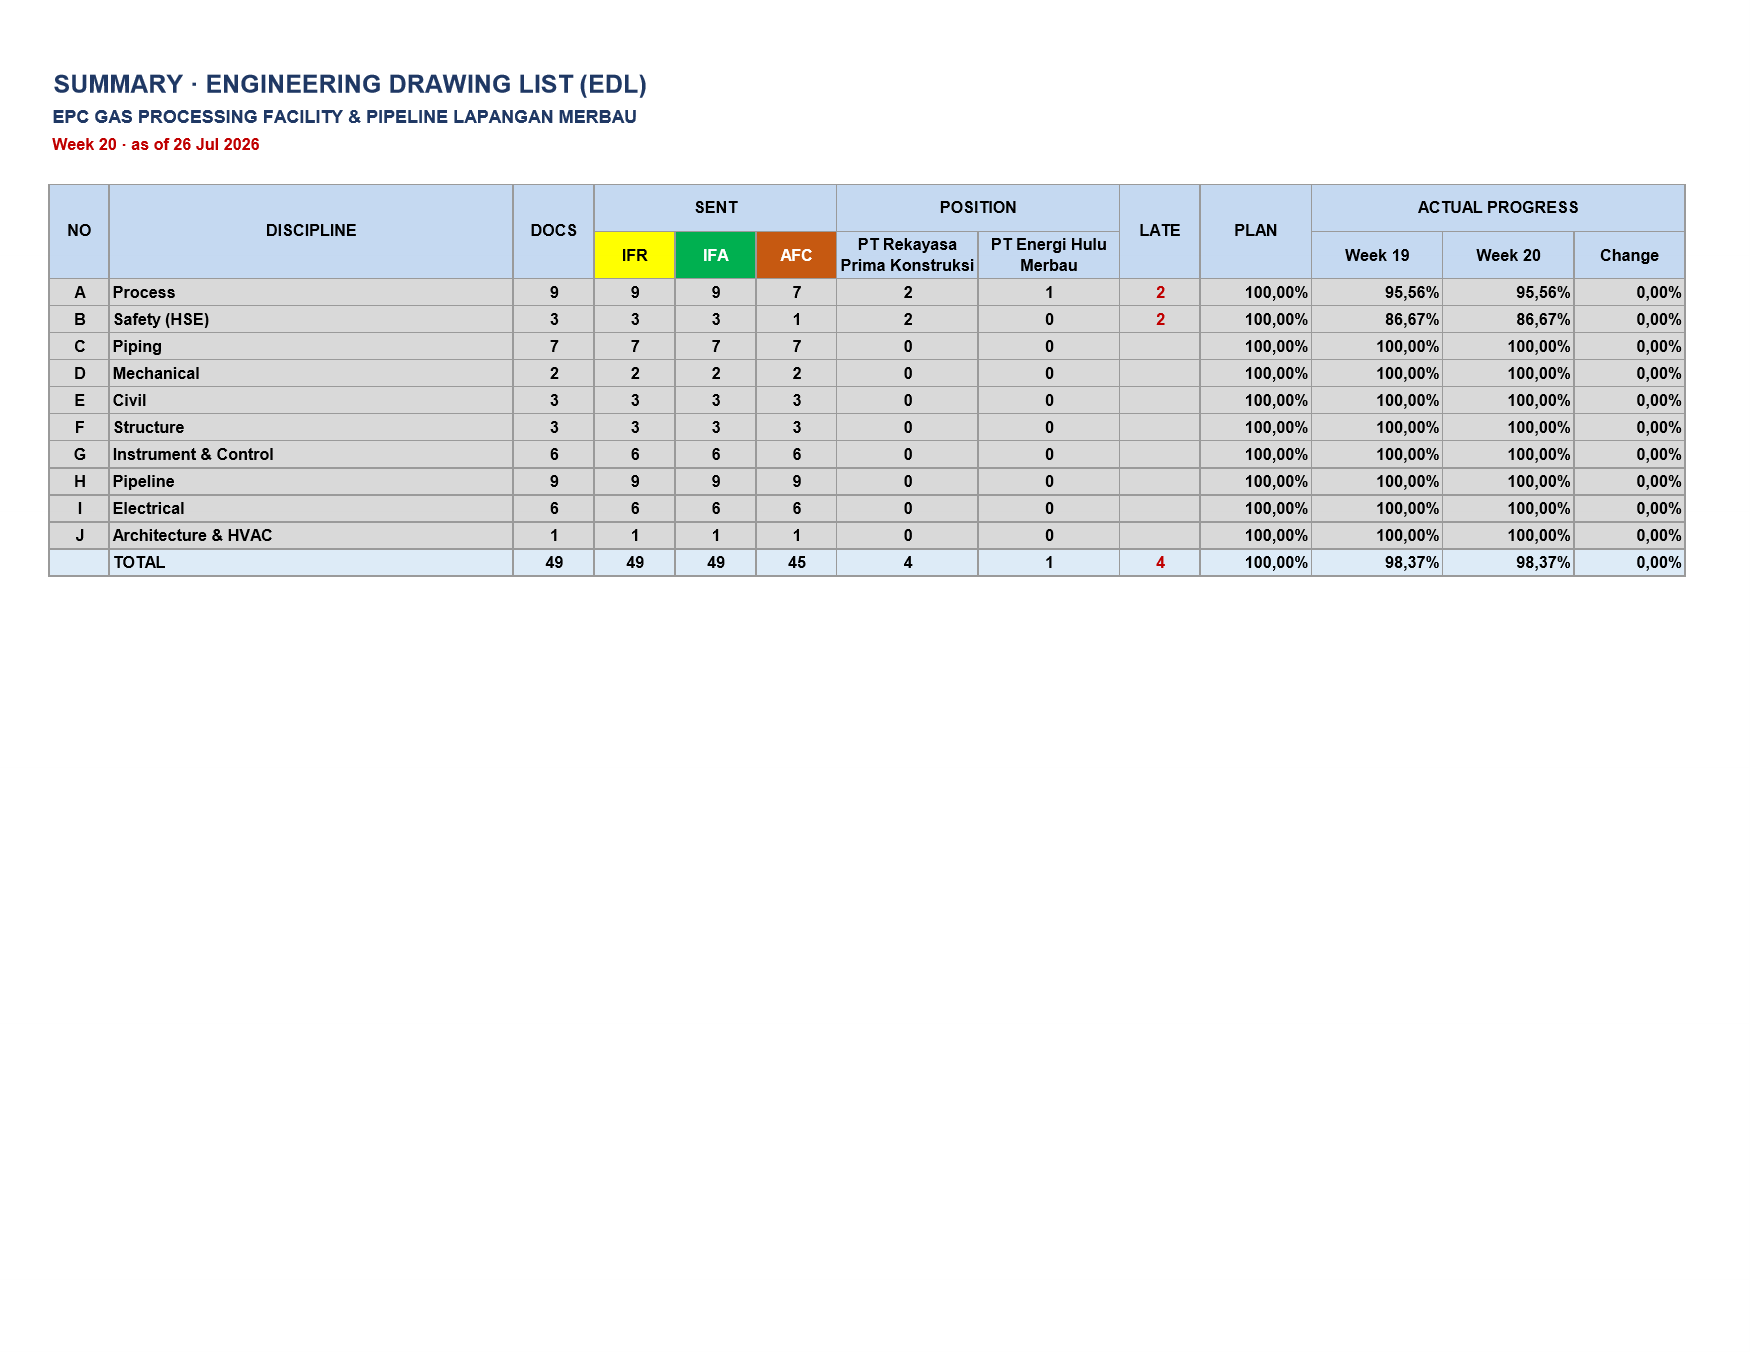 SUMMARY · ENGINEERING DRAWING LIST (EDL)
EPC GAS PROCESSING FACILITY & PIPELINE LAPANGAN MERBAU
Week 20 · as of 26 Jul 2026
NO DISCIPLINE DOCS SENT POSITION LATE PLAN ACTUAL PROGRESS
IFR IFA AFC PT Rekayasa Prima Konstruksi PT Energi Hulu Merbau Week 19 Week 20 Change
A Process 9 9 9 7 2 1 2 100,00% 95,56% 95,56% 0,00%
B Safety (HSE) 3 3 3 1 2 0 2 100,00% 86,67% 86,67% 0,00%
C Piping 7 7 7 7 0 0 100,00% 100,00% 100,00% 0,00%
D Mechanical 2 2 2 2 0 0 100,00% 100,00% 100,00% 0,00%
E Civil 3 3 3 3 0 0 100,00% 100,00% 100,00% 0,00%
F Structure 3 3 3 3 0 0 100,00% 100,00% 100,00% 0,00%
G Instrument & Control 6 6 6 6 0 0 100,00% 100,00% 100,00% 0,00%
H Pipeline 9 9 9 9 0 0 100,00% 100,00% 100,00% 0,00%
I Electrical 6 6 6 6 0 0 100,00% 100,00% 100,00% 0,00%
J Architecture & HVAC 1 1 1 1 0 0 100,00% 100,00% 100,00% 0,00%
TOTAL 49 49 49 45 4 1 4 100,00% 98,37% 98,37% 0,00%